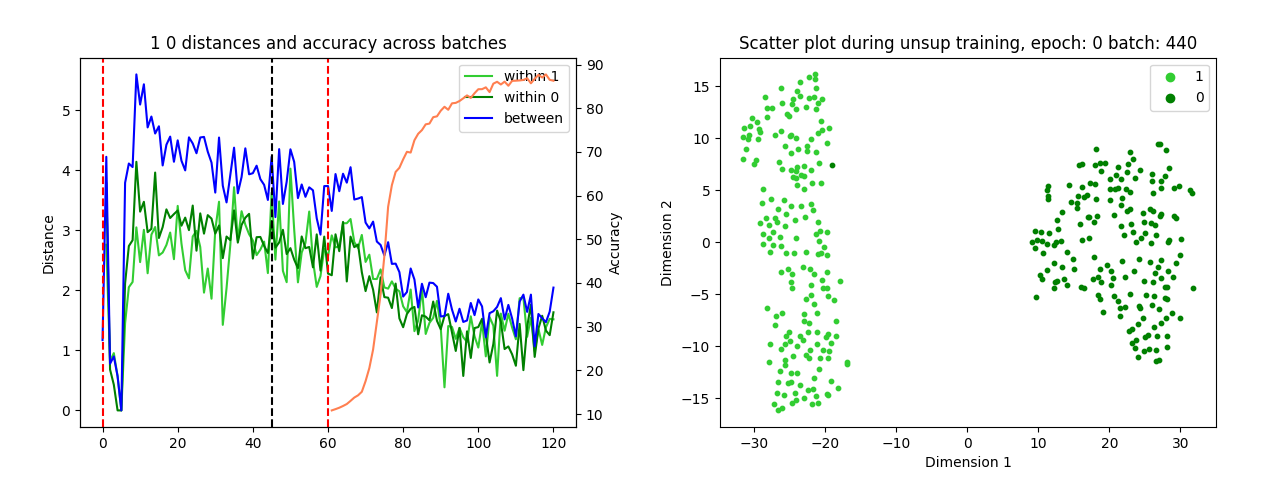 1 0 distances and accuracy across batches
Distance
5
4
3
2
1
0
0 20 40 60 80 100 120
90
80
70
60
50
40
30
20
10
Accuracy
within 1
within 0
between
Scatter plot during unsup training, epoch: 0 batch: 440
Dimension 2
15
10
5
0
−5
−10
−15
−30 −20 −10 0 10 20 30
Dimension 1
1
0